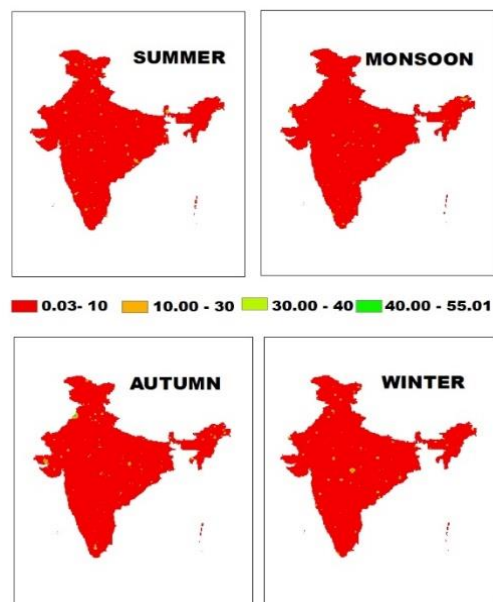 SUMMER
MONSOON
0.03- 10 10.00 - 30 30.00 - 40 40.00 - 55.01
AUTUMN
WINTER